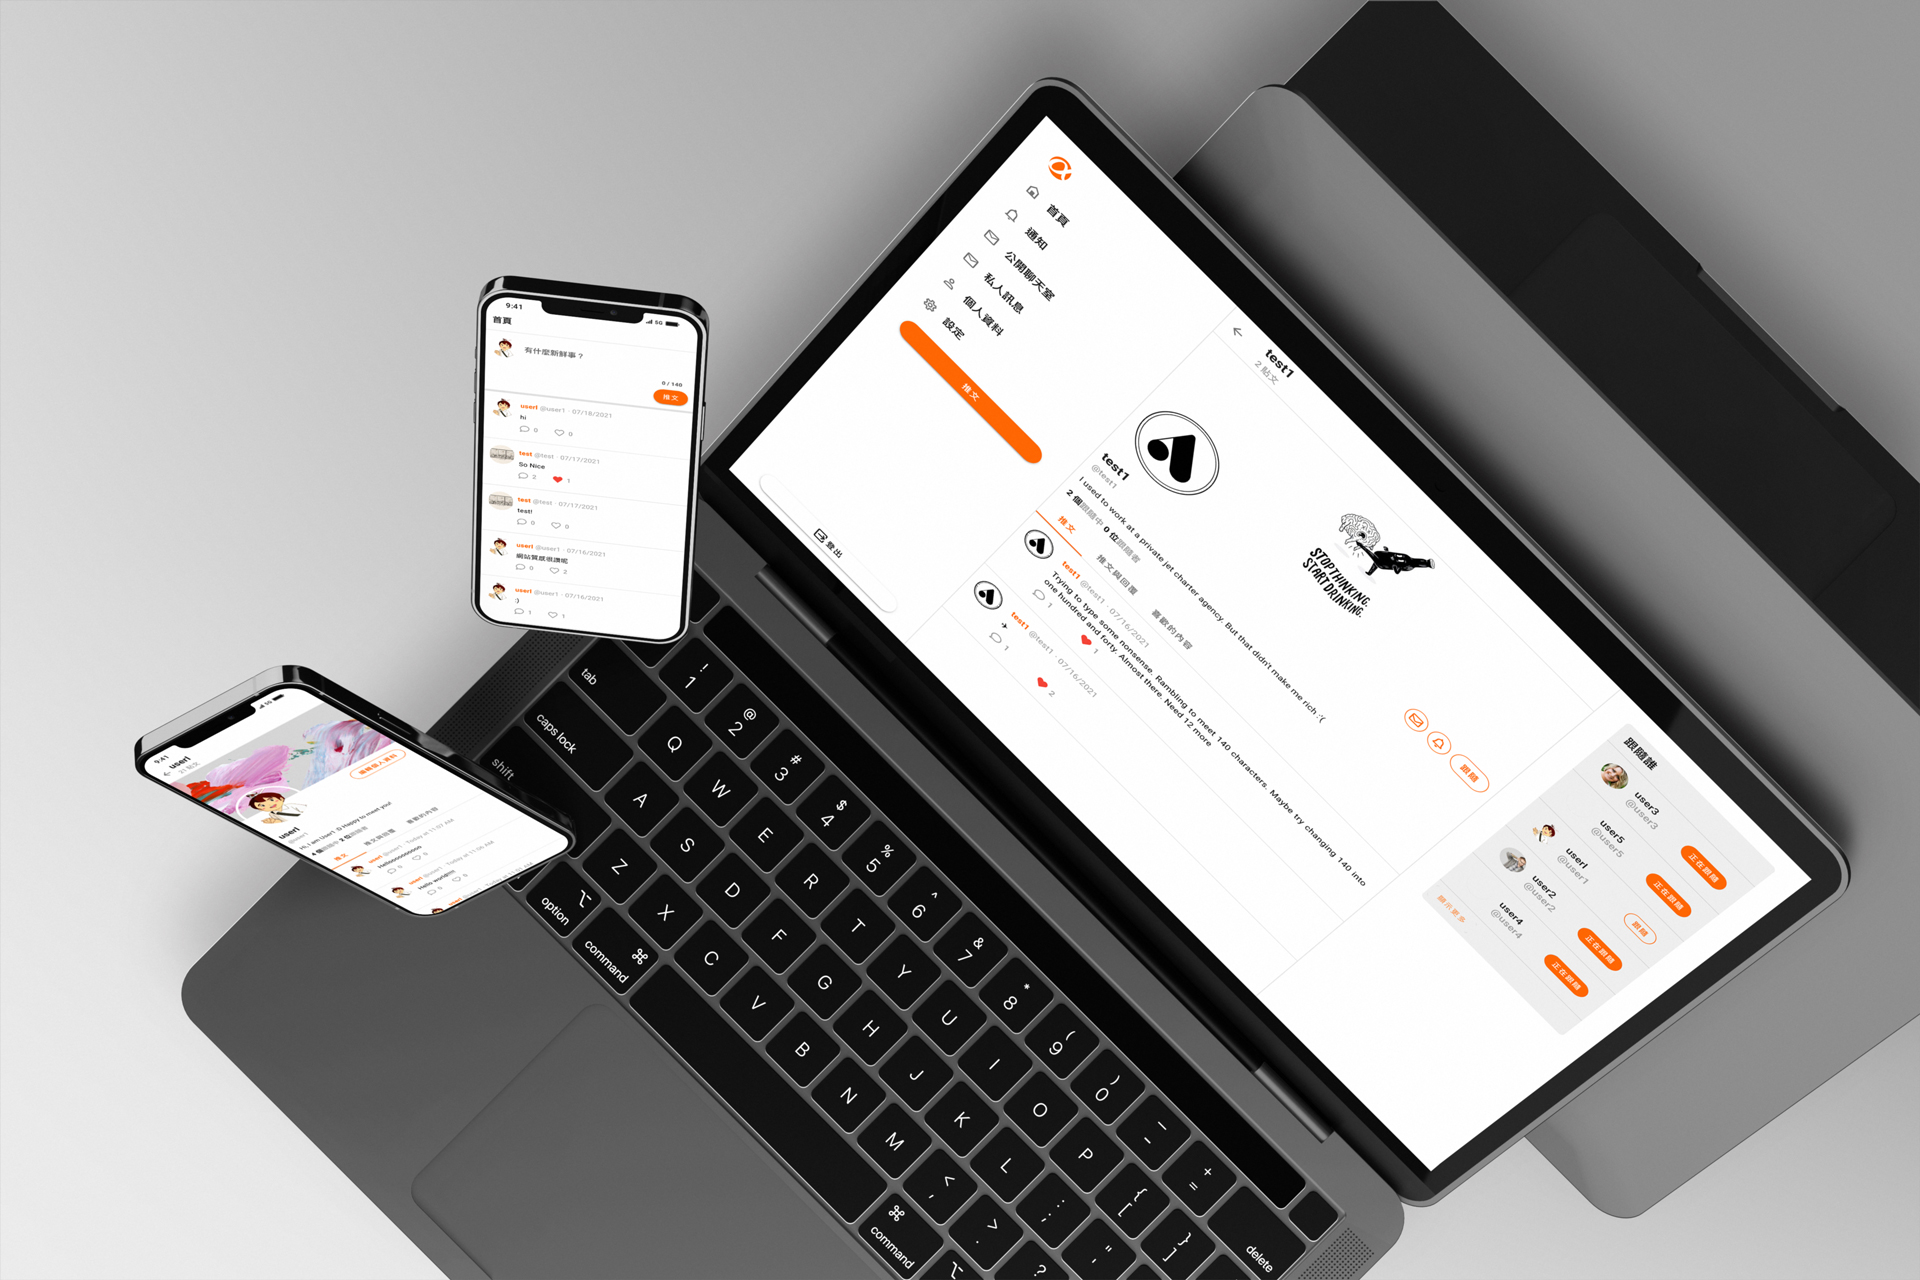 9:41
5G
首頁
有什麼新鮮事？
0 / 140
推文
user1 @user1 · 07/18/2021
hi
0 0
test @test · 07/17/2021
So Nice
2 1
test @test · 07/17/2021
test!
0 0
user1 @user1 · 07/16/2021
網站質感很讚呢
0 2
user1 @user1 · 07/16/2021
:)
1 1
9:41
5G
user1
21 貼文
編輯個人資料
user1
@user1
Hi, I am User1 :D Happy to meet you!
4 個跟隨中 2 位跟隨者
推文 推文與回覆 喜歡的內容
user1 @user1 · Today at 11:07 AM
0 0
user1 @user1 · Today at 11:06 AM
0 0
首頁
通知
公開聊天室
私人訊息
個人資料
設定
推文
登出
test1
2 貼文
STOP THINKING.
START DRINKING.
test1
@test1
I used to work at a private jet charter agency. But that didn't make me rich :'(
2 個跟隨中 0 位跟隨者
推文 推文與回覆 喜歡的內容
跟隨
test1 @test1 · 07/16/2021
Trying to type some nonsense. Rambling to meet 140 characters. Maybe try changing 140 into
one hundred and forty. Almost there. Need 12 more
1 1
test1 @test1 · 07/16/2021
1 2
跟隨誰
user3
@user3
正在跟隨
user5
@user5
正在跟隨
user1
@user1
跟隨
user2
@user2
正在跟隨
user4
@user4
正在跟隨
顯示更多
! 1 @ 2 # 3 $ 4 % 5 ^ 6 & 7 * 8 ( 9 ) 0 – — + = delete
tab Q W E R T Y U I O P { [ } ]
caps lock A S D F G H J K L : ; " '
shift Z X C V B N M < , > . ?
option command command